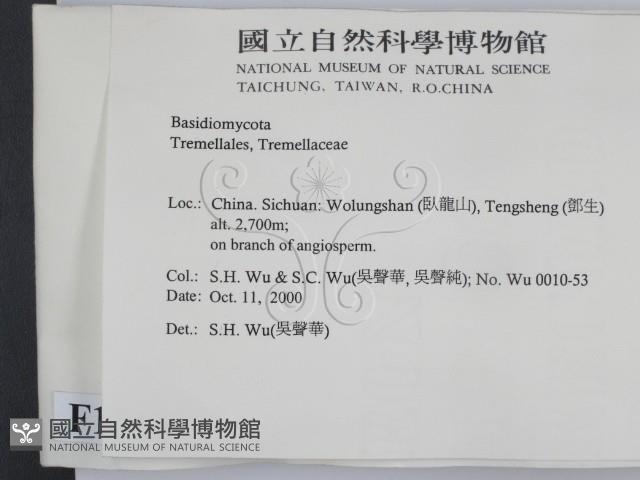 國立自然科學博物館
NATIONAL MUSEUM OF NATURAL SCIENCE
TAICHUNG, TAIWAN, R.O.CHINA
Basidiomycota
Tremellales, Tremellaceae
Loc.: China. Sichuan: Wolungshan (臥龍山), Tengsheng (鄧生)
alt. 2,700m;
on branch of angiosperm.
Col.: S.H. Wu & S.C. Wu(吳聲華, 吳聲純); No. Wu 0010-53
Date: Oct. 11, 2000
Det.: S.H. Wu(吳聲華)
國立自然科學博物館
NATIONAL MUSEUM OF NATURAL SCIENCE